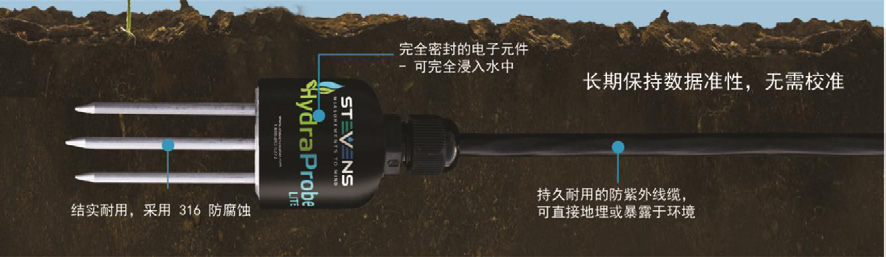 完全密封的电子元件
- 可完全浸入水中
长期保持数据准性，无需校准
HydraProbe
LITE
STEVENS
MEASUREMENTS TO MIND
结实耐用，采用 316 防腐蚀
持久耐用的防紫外线缆，
可直接地埋或暴露于环境